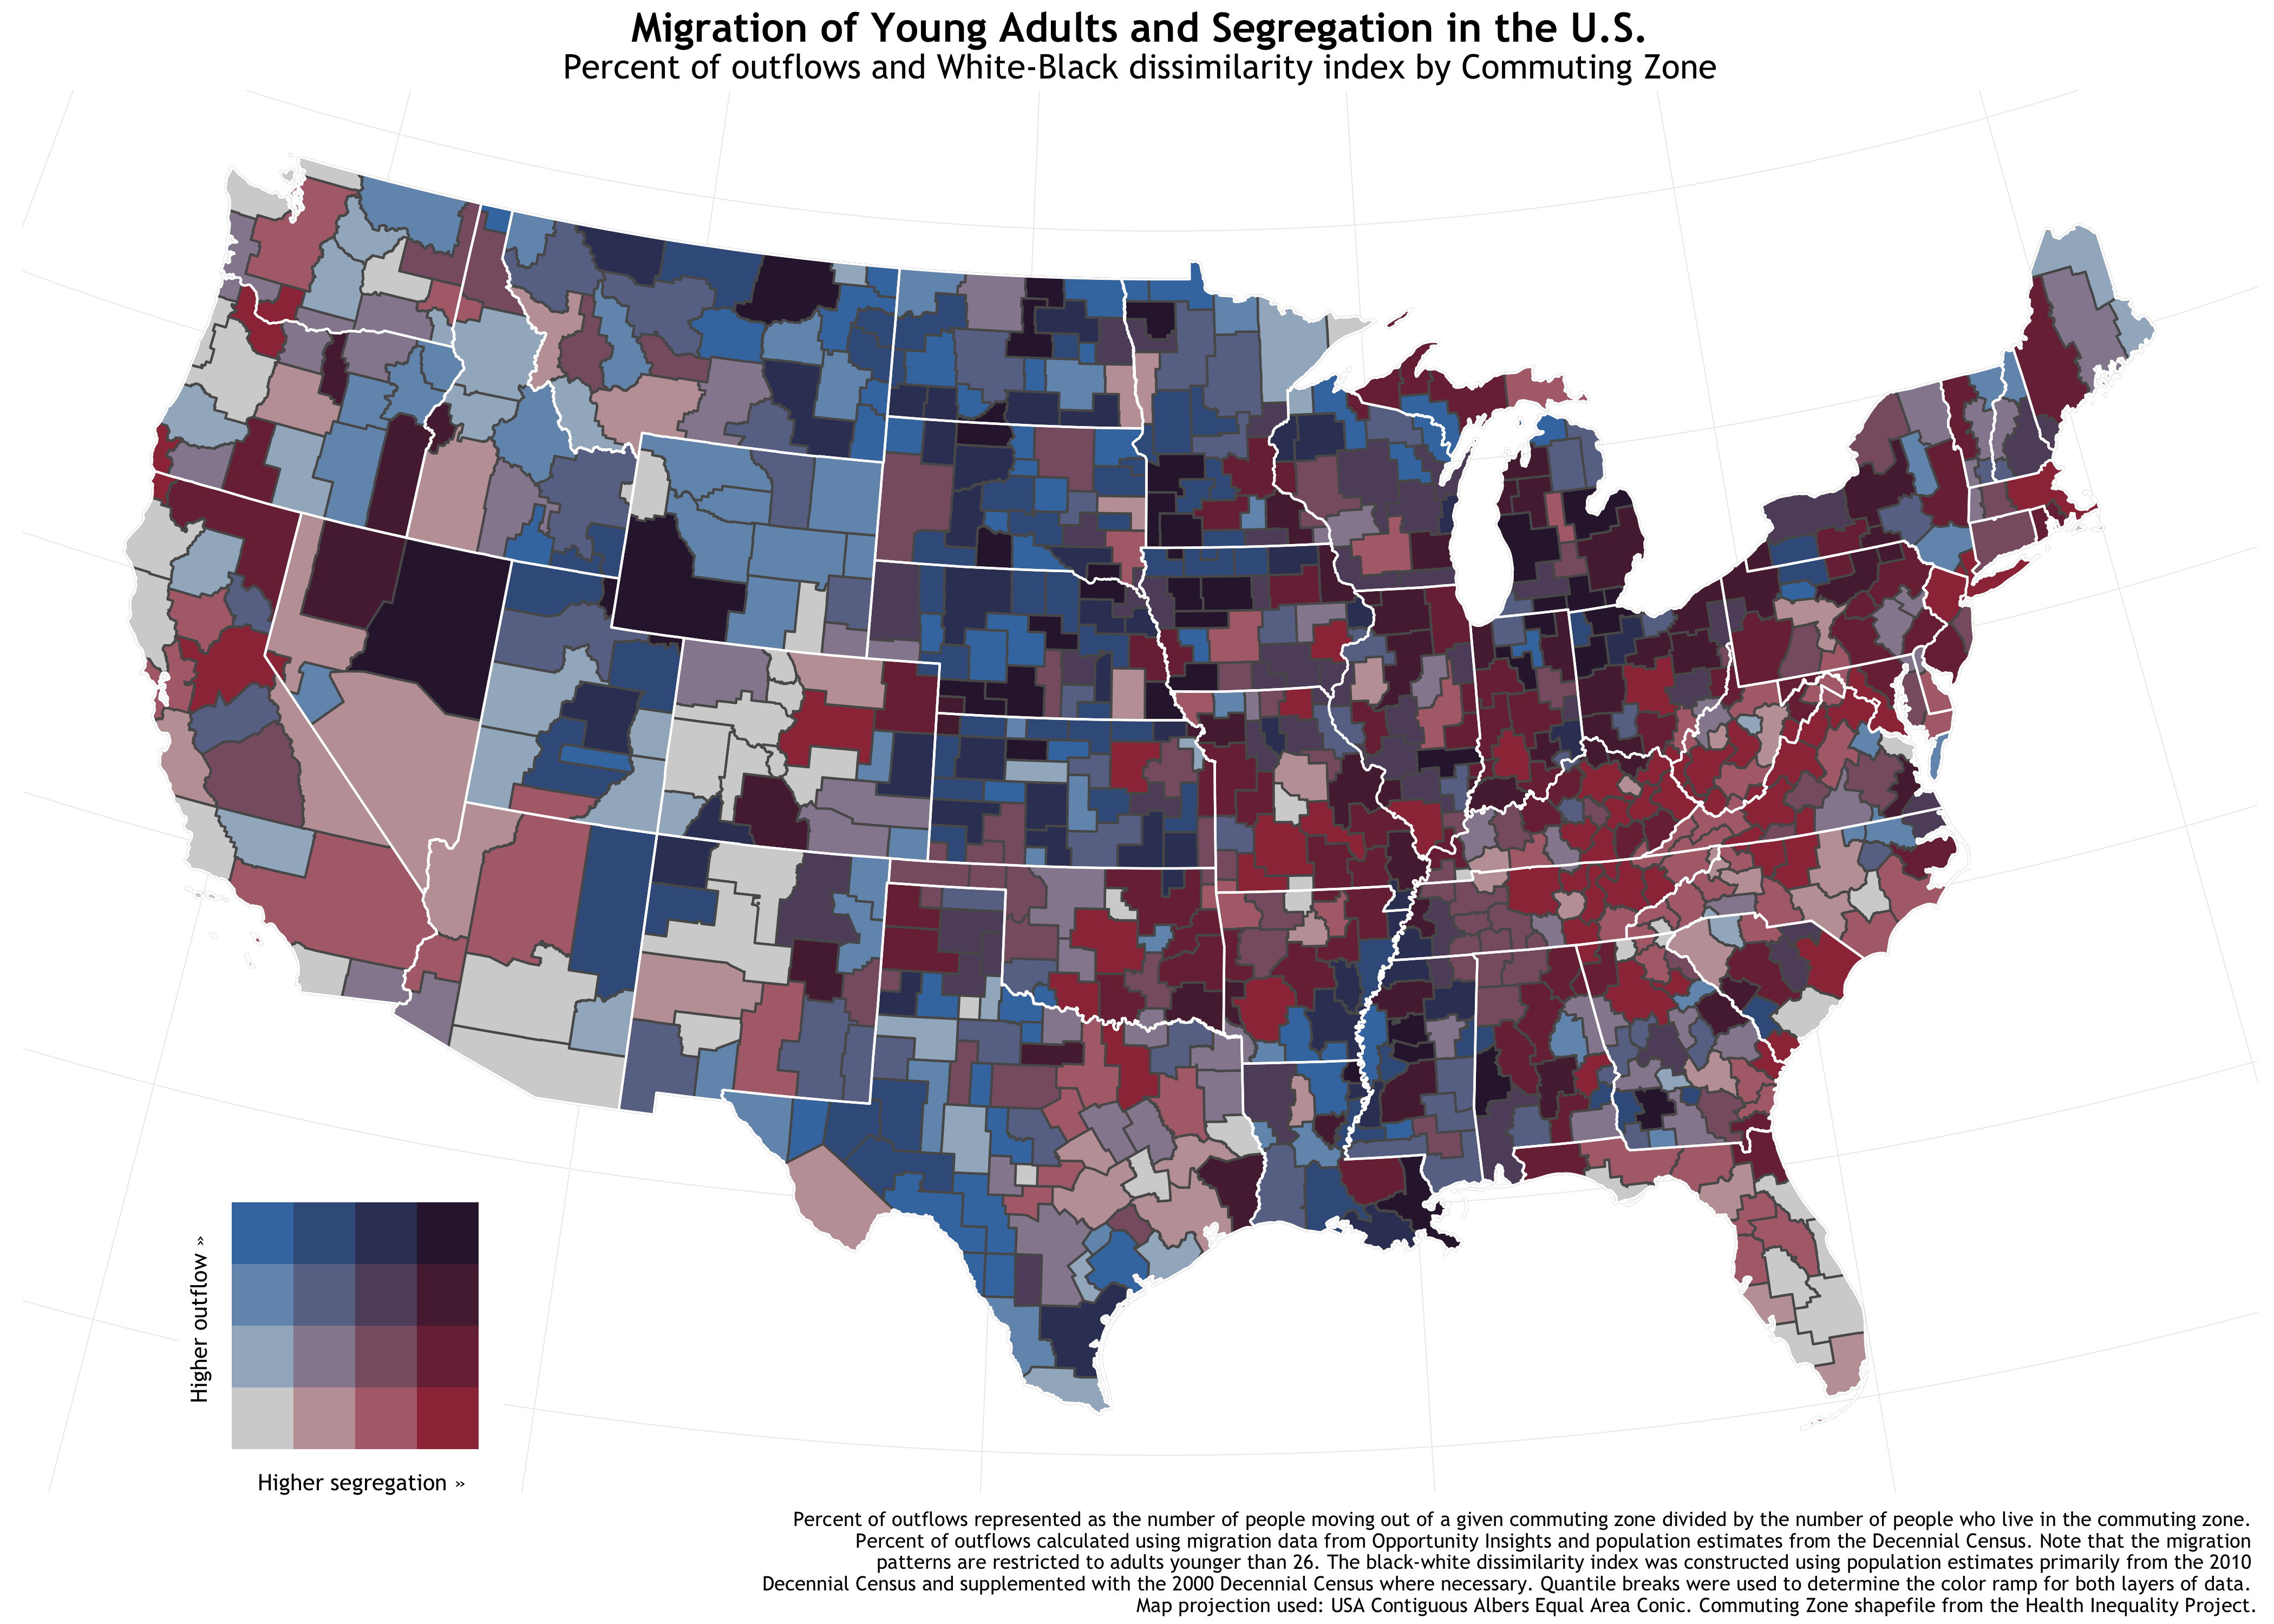 Migration of Young Adults and Segregation in the U.S.
Percent of outflows and White-Black dissimilarity index by Commuting Zone
Higher outflow »
Higher segregation »
Percent of outflows represented as the number of people moving out of a given commuting zone divided by the number of people who live in the commuting zone.
Percent of outflows calculated using migration data from Opportunity Insights and population estimates from the Decennial Census. Note that the migration
patterns are restricted to adults younger than 26. The black-white dissimilarity index was constructed using population estimates primarily from the 2010
Decennial Census and supplemented with the 2000 Decennial Census where necessary. Quantile breaks were used to determine the color ramp for both layers of data.
Map projection used: USA Contiguous Albers Equal Area Conic. Commuting Zone shapefile from the Health Inequality Project.